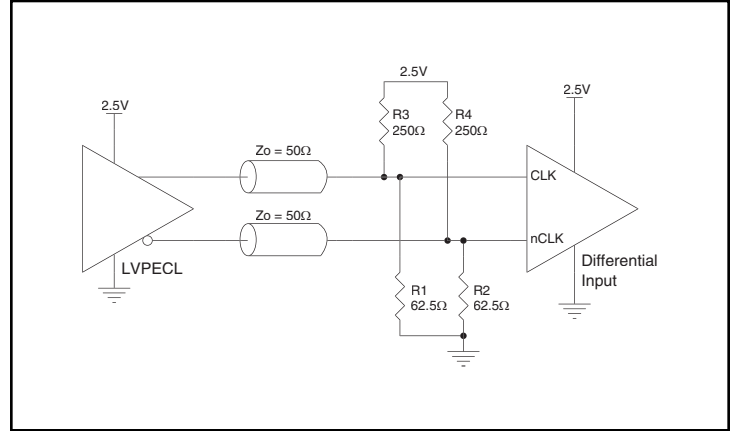 2.5V
2.5V
2.5V
R3
250Ω
R4
250Ω
Zo = 50Ω
CLK
Zo = 50Ω
nCLK
LVPECL
Differential
Input
R1
62.5Ω
R2
62.5Ω